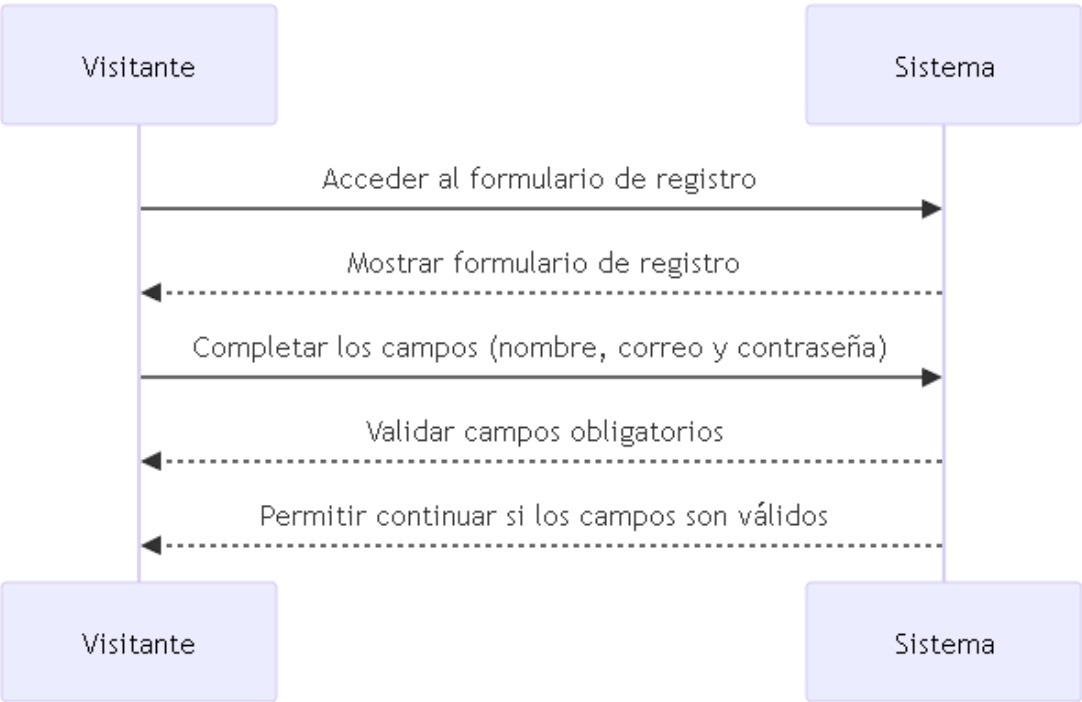 Visitante
Sistema
Acceder al formulario de registro
Mostrar formulario de registro
Completar los campos (nombre, correo y contraseña)
Validar campos obligatorios
Permitir continuar si los campos son válidos
Visitante
Sistema